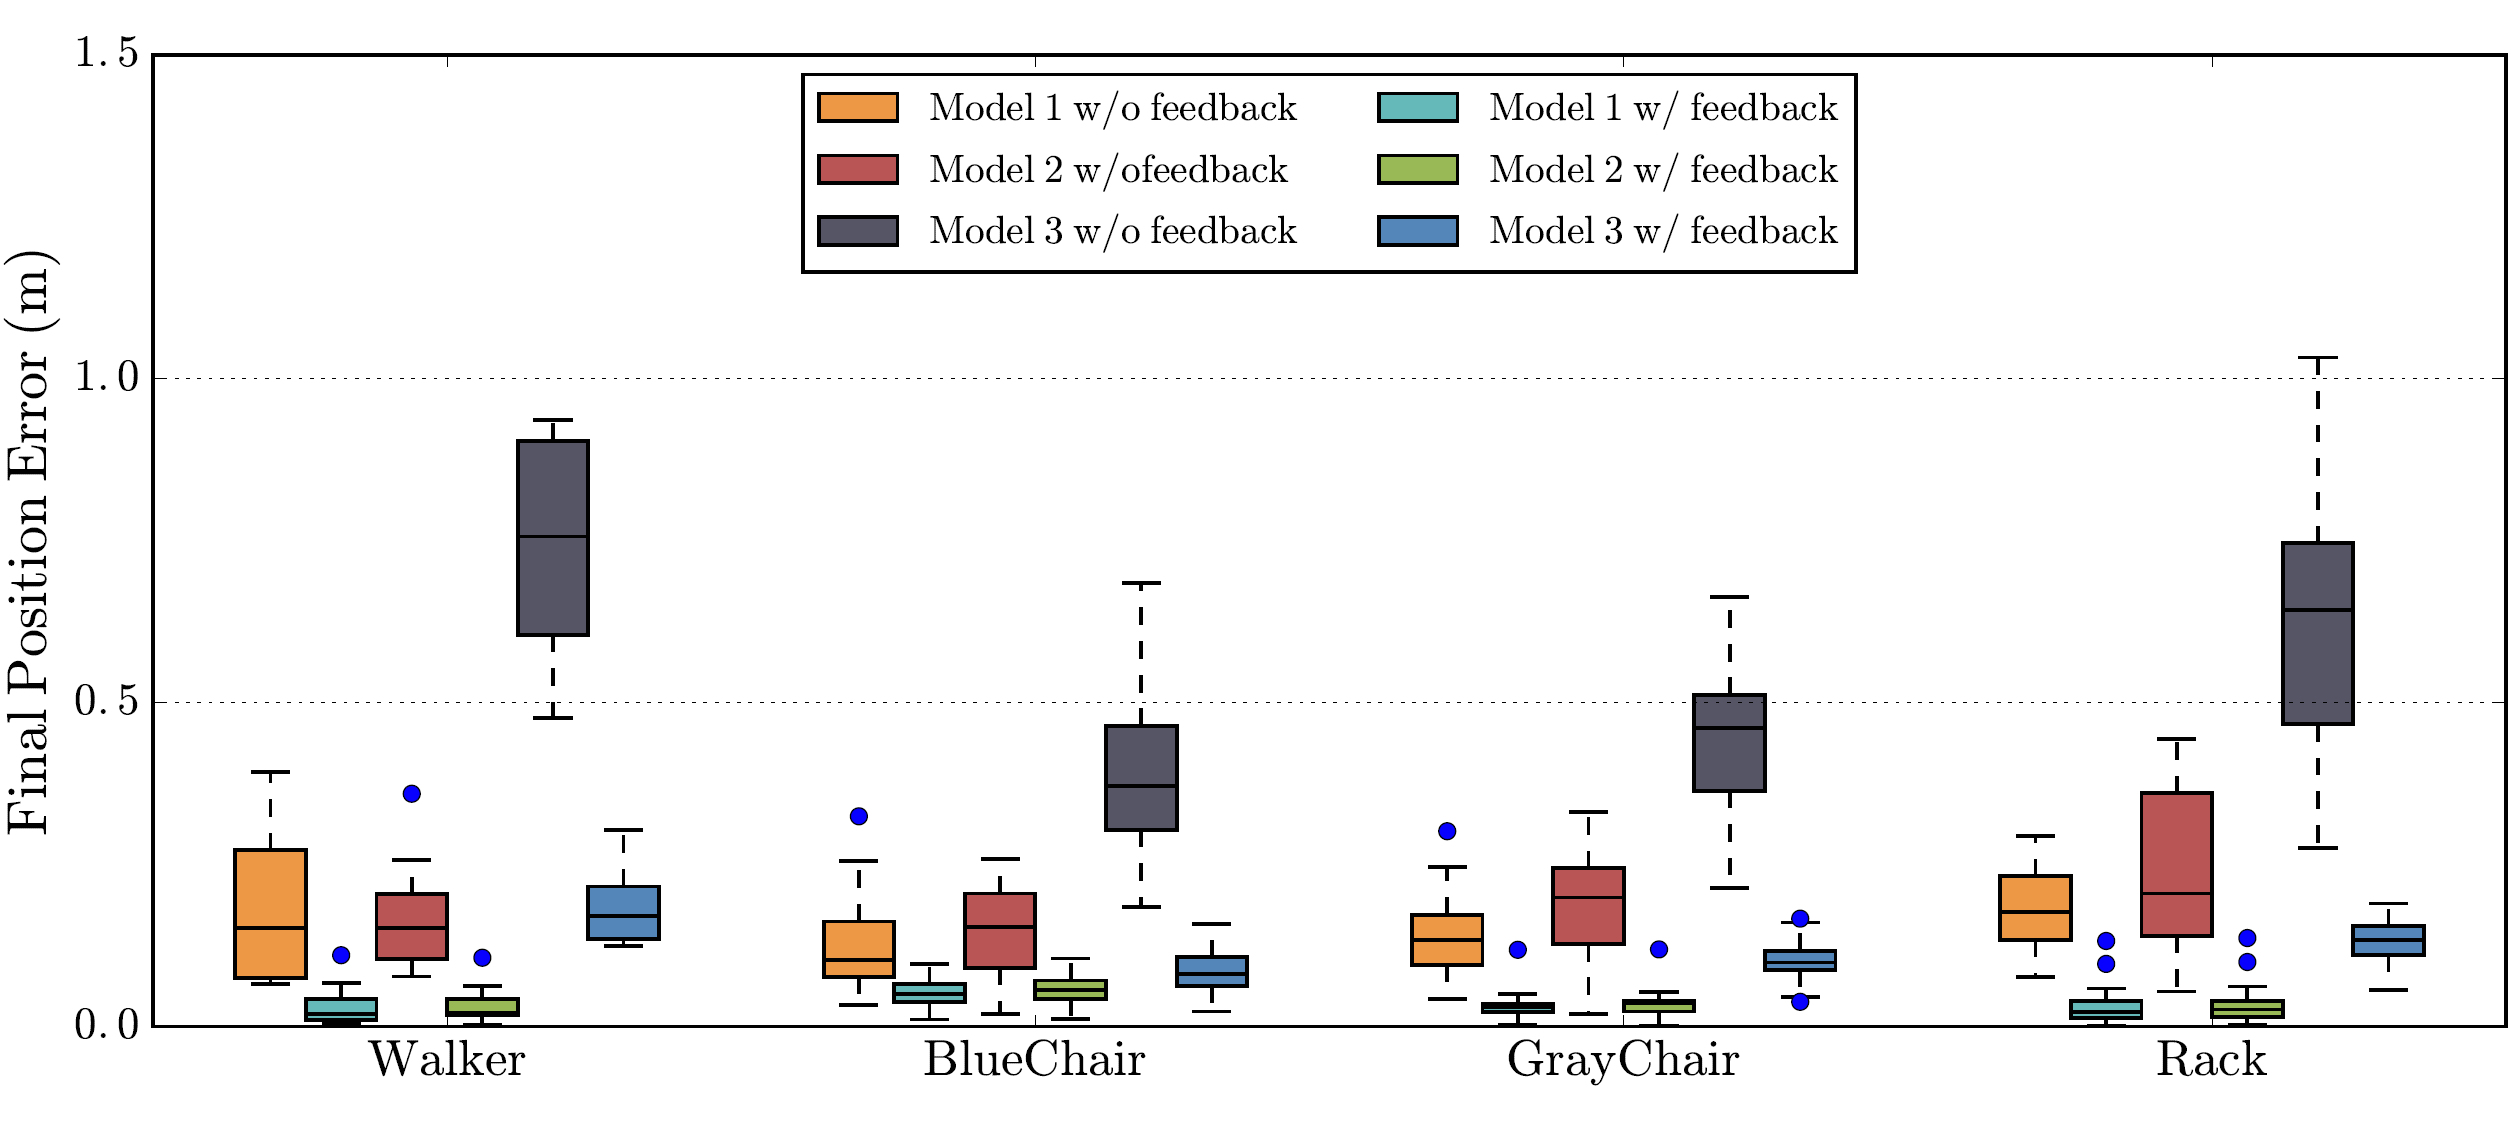 1.5
Model 1 w/o feedback
Model 1 w/ feedback
Model 2 w/ofeedback
Model 2 w/ feedback
Model 3 w/o feedback
Model 3 w/ feedback
1.0
0.5
0.0
Final Position Error (m)
Walker
BlueChair
GrayChair
Rack